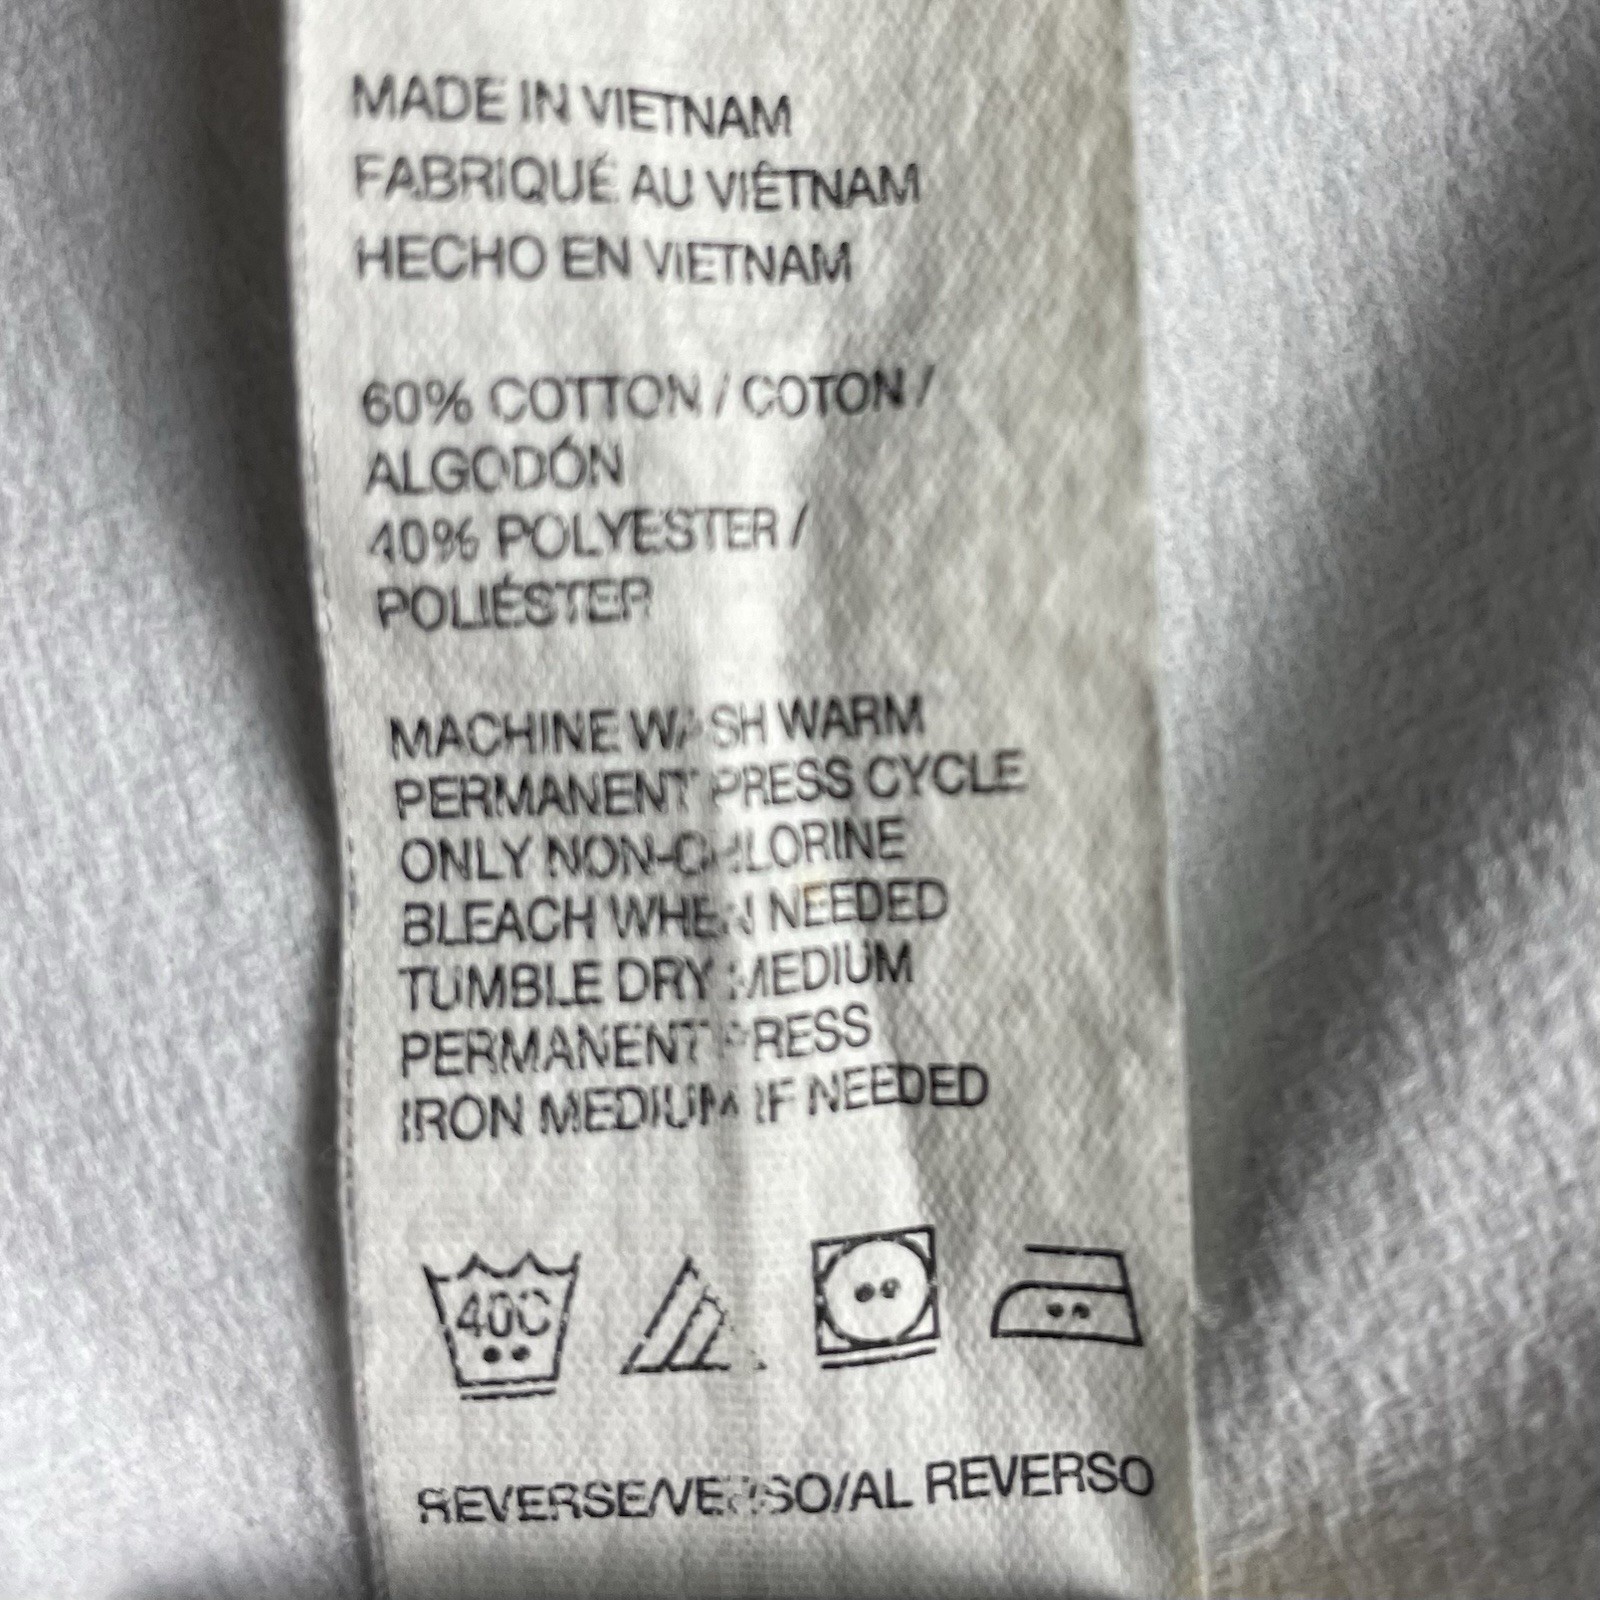 MADE IN VIETNAM
FABRIQUÉ AU VIÊTNAM
HECHO EN VIETNAM
60% COTTON / COTON /
ALGODÓN
40% POLYESTER /
POLIÉSTER
MACHINE WASH WARM
PERMANENT PRESS CYCLE
ONLY NON-CHLORINE
BLEACH WHEN NEEDED
TUMBLE DRY MEDIUM
PERMANENT PRESS
IRON MEDIUM IF NEEDED
40C
REVERSE/VERSO/AL REVERSO